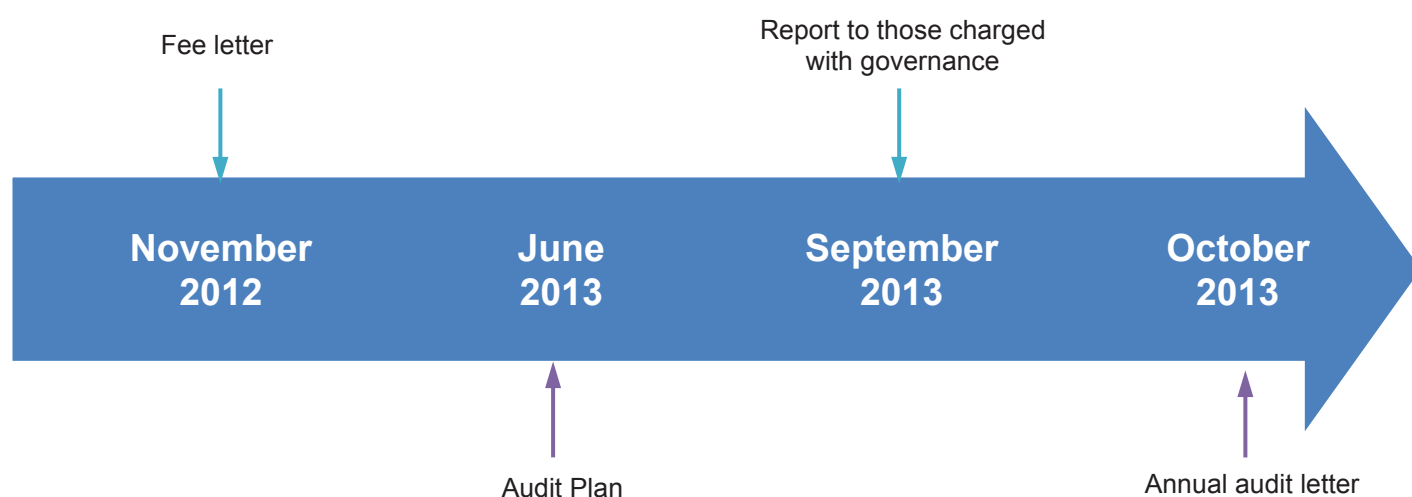 Fee letter
Report to those charged
with governance
November
2012
June
2013
September
2013
October
2013
Audit Plan
Annual audit letter